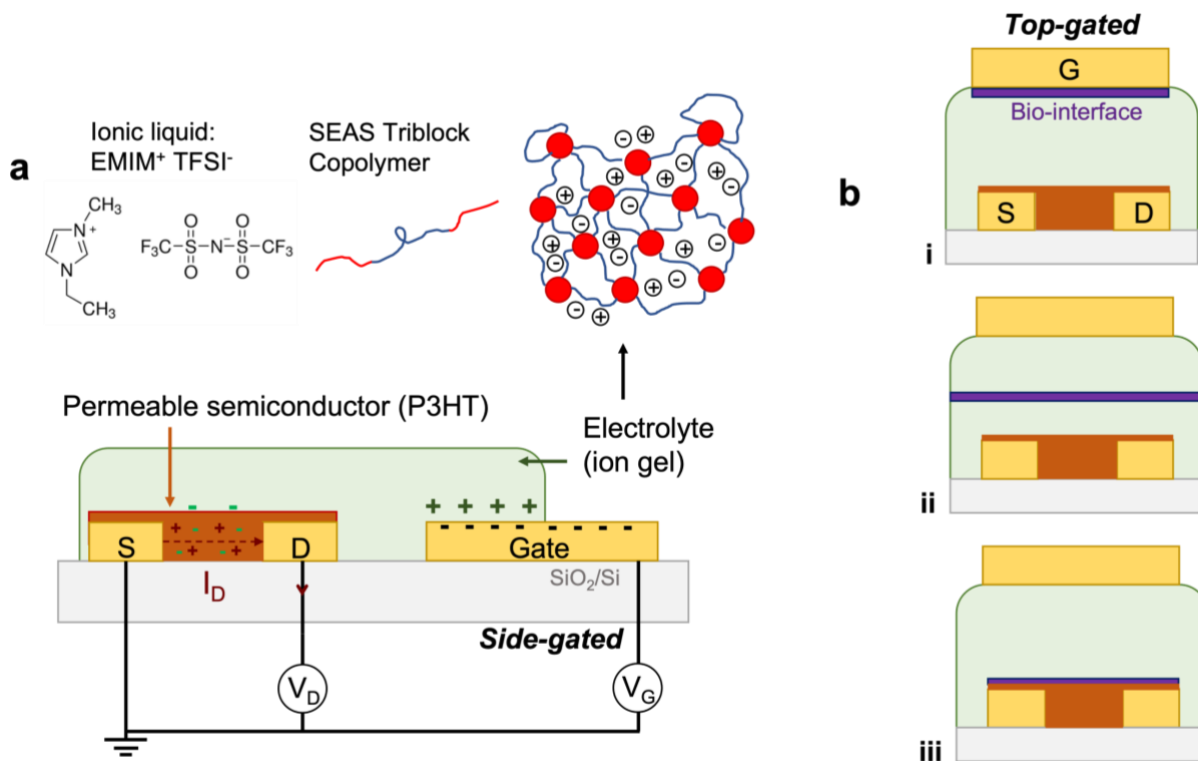 a
Ionic liquid:
EMIM⁺ TFSI⁻
SEAS Triblock
Copolymer
CH₃
N
+
N
CH₃
O O
F₃C-S-N⁻-S-CF₃
O O
Permeable semiconductor (P3HT)
Electrolyte
(ion gel)
+ + + +
S
D
Gate
I_D
SiO₂/Si
Side-gated
V_D
V_G
b
Top-gated
G
Bio-interface
S
D
i
ii
iii